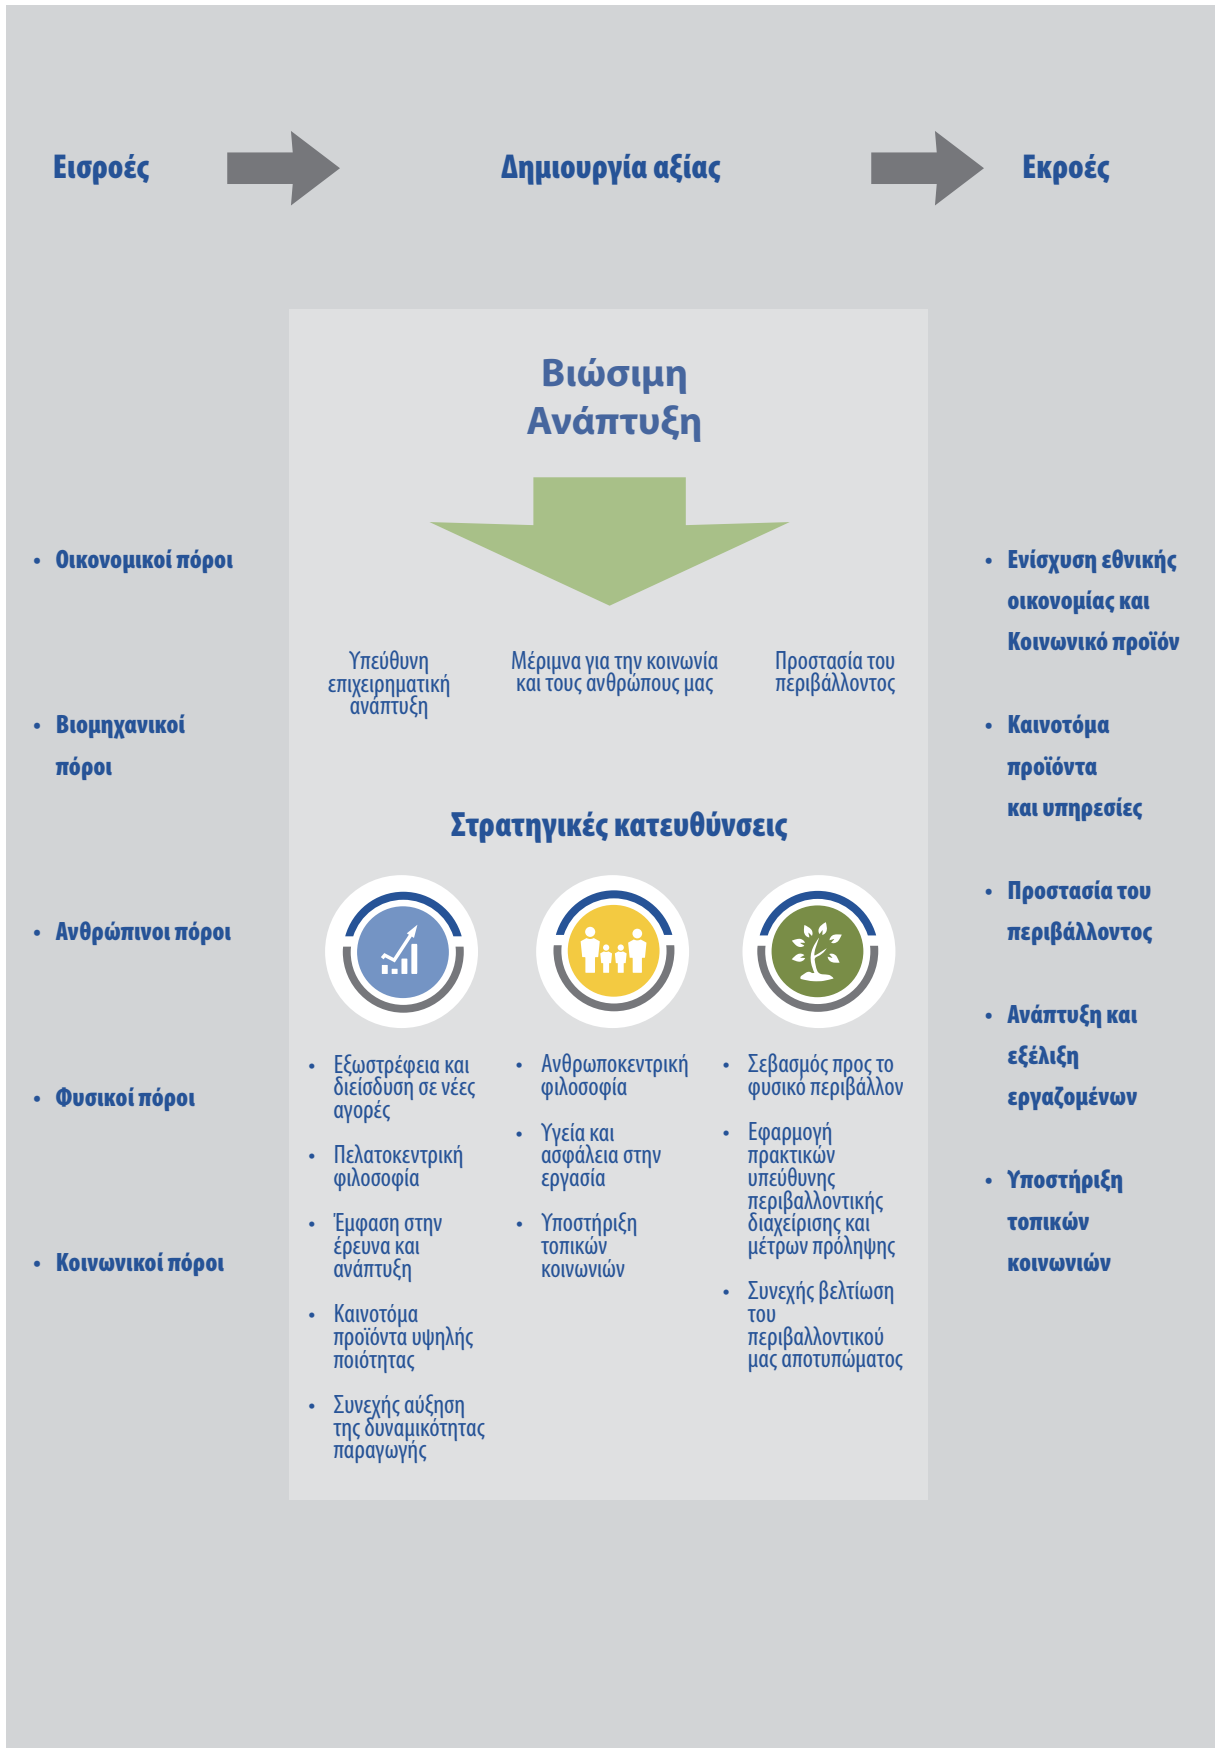 Εισροές
Δημιουργία αξίας
Εκροές
• Οικονομικοί πόροι
• Βιομηχανικοί
πόροι
• Ανθρώπινοι πόροι
• Φυσικοί πόροι
• Κοινωνικοί πόροι
Βιώσιμη
Ανάπτυξη
Υπεύθυνη
επιχειρηματική
ανάπτυξη
Μέριμνα για την κοινωνία
και τους ανθρώπους μας
Προστασία του
περιβάλλοντος
Στρατηγικές κατευθύνσεις
• Εξωστρέφεια και
διείσδυση σε νέες
αγορές
• Πελατοκεντρική
φιλοσοφία
• Έμφαση στην
έρευνα και
ανάπτυξη
• Καινοτόμα
προϊόντα υψηλής
ποιότητας
• Συνεχής αύξηση
της δυναμικότητας
παραγωγής
• Ανθρωποκεντρική
φιλοσοφία
• Υγεία και
ασφάλεια στην
εργασία
• Υποστήριξη
τοπικών
κοινωνιών
• Σεβασμός προς το
φυσικό περιβάλλον
• Εφαρμογή
πρακτικών
υπεύθυνης
περιβαλλοντικής
διαχείρισης και
μέτρων πρόληψης
• Συνεχής βελτίωση
του
περιβαλλοντικού
μας αποτυπώματος
• Ενίσχυση εθνικής
οικονομίας και
Κοινωνικό προϊόν
• Καινοτόμα
προϊόντα
και υπηρεσίες
• Προστασία του
περιβάλλοντος
• Ανάπτυξη και
εξέλιξη
εργαζομένων
• Υποστήριξη
τοπικών
κοινωνιών